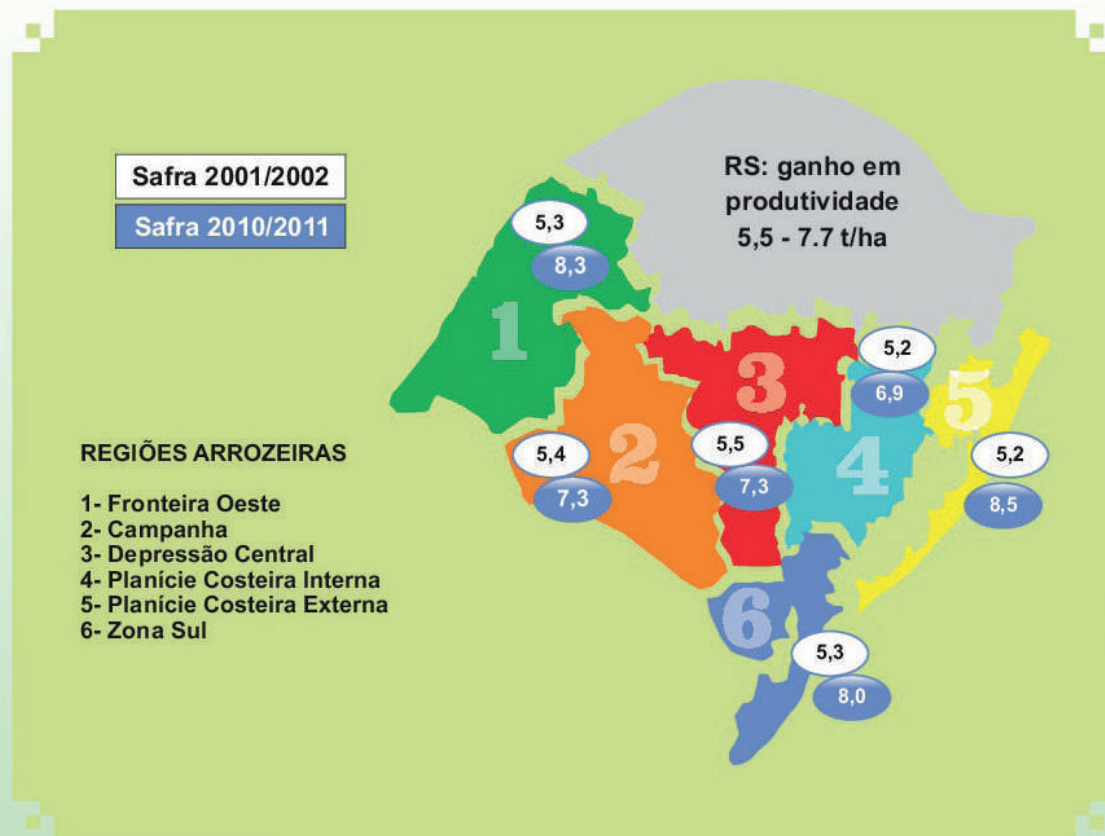 Safra 2001/2002
Safra 2010/2011
RS: ganho em
produtividade
5,5 - 7.7 t/ha
5,3
8,3
1
2
3
4
5
6
5,2
6,9
5,4
7,3
5,5
7,3
5,2
8,5
5,3
8,0
REGIÕES ARROZEIRAS
1- Fronteira Oeste
2- Campanha
3- Depressão Central
4- Planície Costeira Interna
5- Planície Costeira Externa
6- Zona Sul